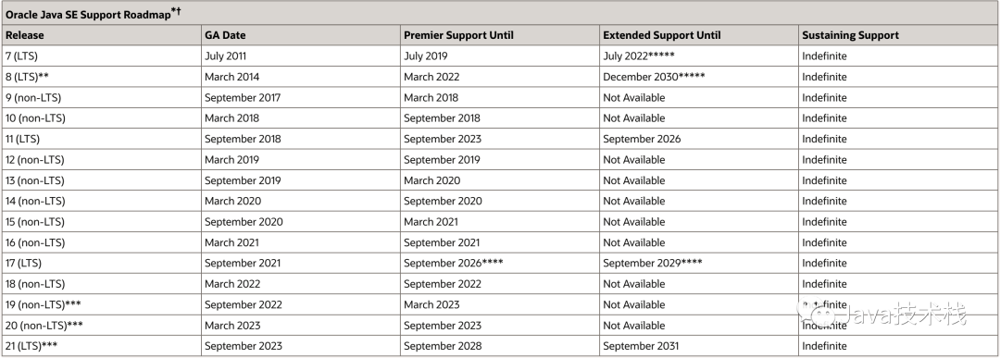 Oracle Java SE Support Roadmap*†
Release GA Date Premier Support Until Extended Support Until Sustaining Support
7 (LTS) July 2011 July 2019 July 2022***** Indefinite
8 (LTS)** March 2014 March 2022 December 2030***** Indefinite
9 (non-LTS) September 2017 March 2018 Not Available Indefinite
10 (non-LTS) March 2018 September 2018 Not Available Indefinite
11 (LTS) September 2018 September 2023 September 2026 Indefinite
12 (non-LTS) March 2019 September 2019 Not Available Indefinite
13 (non-LTS) September 2019 March 2020 Not Available Indefinite
14 (non-LTS) March 2020 September 2020 Not Available Indefinite
15 (non-LTS) September 2020 March 2021 Not Available Indefinite
16 (non-LTS) March 2021 September 2021 Not Available Indefinite
17 (LTS) September 2021 September 2026**** September 2029**** Indefinite
18 (non-LTS) March 2022 September 2022 Not Available Indefinite
19 (non-LTS)*** September 2022 March 2023 Not Available Indefinite
20 (non-LTS)*** March 2023 September 2023 Not Available Indefinite
21 (LTS)*** September 2023 September 2028 September 2031 Indefinite
Java技术栈